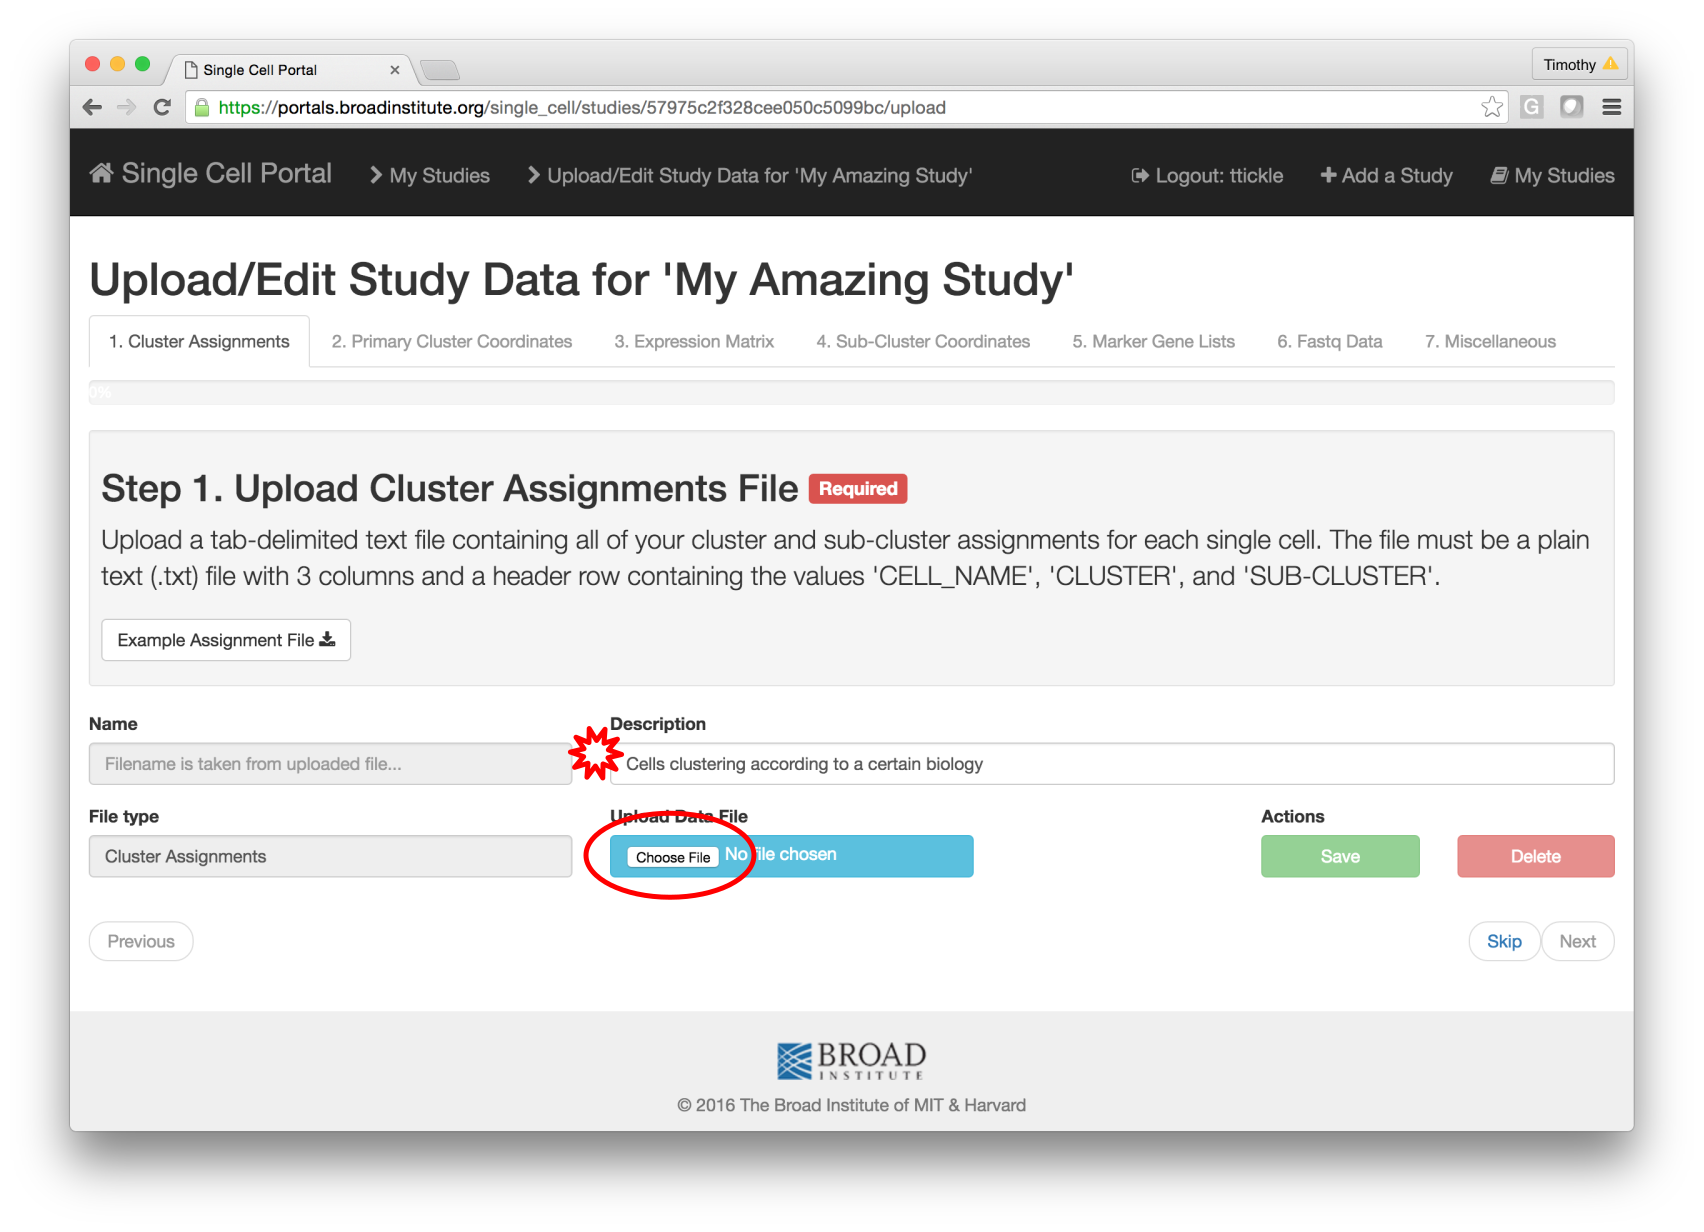 Single Cell Portal
Timothy
https://portals.broadinstitute.org/single_cell/studies/57975c2f328cee050c5099bc/upload
G
Single Cell Portal My Studies Upload/Edit Study Data for 'My Amazing Study' Logout: ttickle Add a Study My Studies
Upload/Edit Study Data for 'My Amazing Study'
1. Cluster Assignments 2. Primary Cluster Coordinates 3. Expression Matrix 4. Sub-Cluster Coordinates 5. Marker Gene Lists 6. Fastq Data 7. Miscellaneous
0%
Step 1. Upload Cluster Assignments File Required
Upload a tab-delimited text file containing all of your cluster and sub-cluster assignments for each single cell. The file must be a plain
text (.txt) file with 3 columns and a header row containing the values 'CELL_NAME', 'CLUSTER', and 'SUB-CLUSTER'.
Example Assignment File
Name Description
Filename is taken from uploaded file... Cells clustering according to a certain biology
File type Upload Data File Actions
Cluster Assignments Choose File No file chosen Save Delete
Previous Skip Next
BROAD
INSTITUTE
© 2016 The Broad Institute of MIT & Harvard